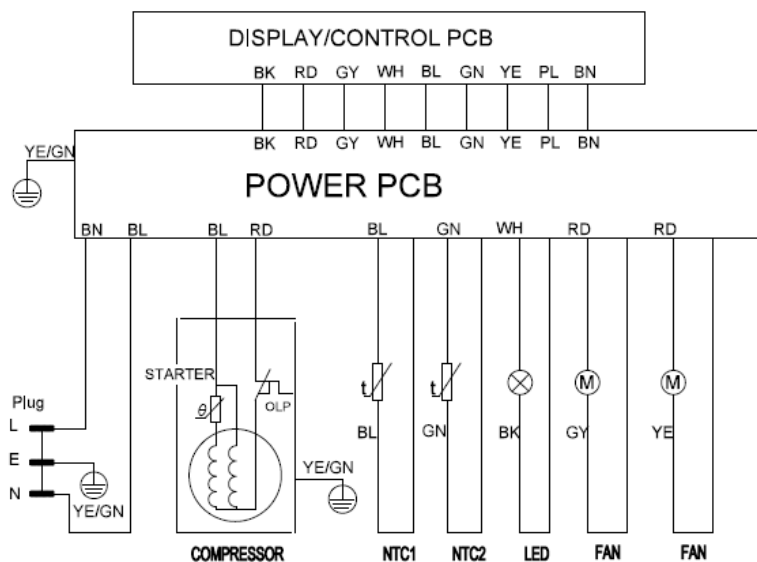 DISPLAY/CONTROL PCB
BK RD GY WH BL GN YE PL BN
BK RD GY WH BL GN YE PL BN
YE/GN
POWER PCB
BN BL BL RD BL GN WH RD RD
STARTER
θ
OLP
t
t
M
M
Plug
L
E
N
YE/GN
YE/GN
BL
GN
BK
GY
YE
COMPRESSOR NTC1 NTC2 LED FAN FAN